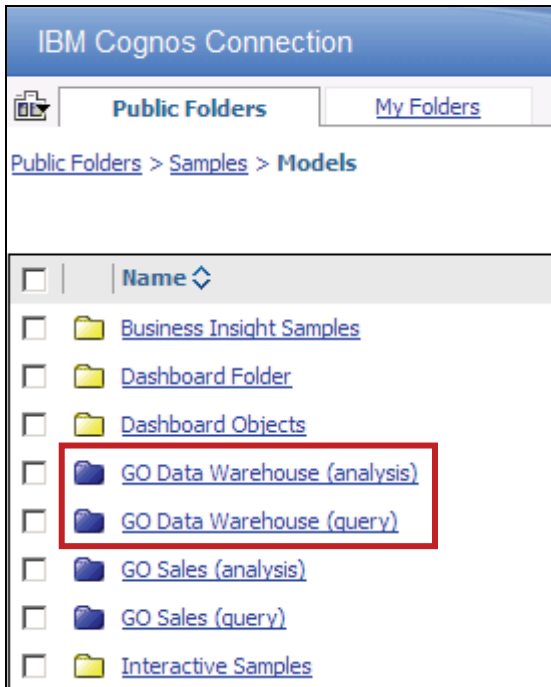 IBM Cognos Connection
Public Folders My Folders
Public Folders > Samples > Models
Name
Business Insight Samples
Dashboard Folder
Dashboard Objects
GO Data Warehouse (analysis)
GO Data Warehouse (query)
GO Sales (analysis)
GO Sales (query)
Interactive Samples